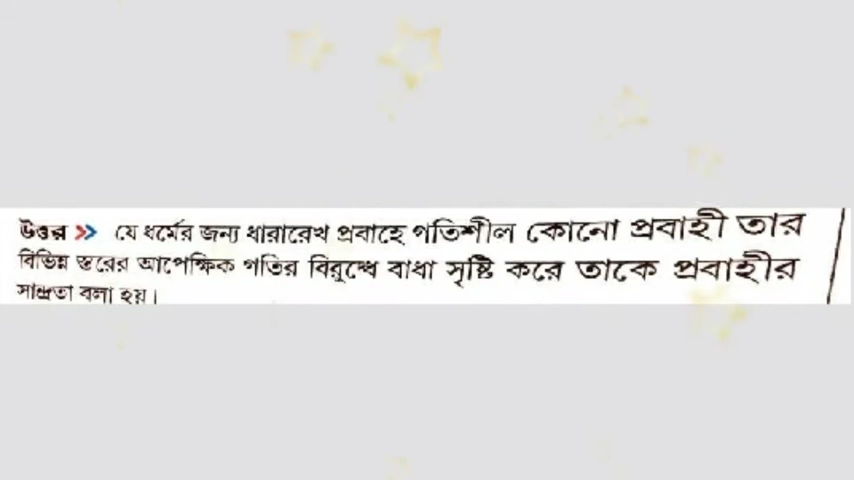 উত্তর » যে ধর্মের জন্য ধারারেখ প্রবাহে গতিশীল কোনো প্রবাহী তার
বিভিন্ন স্তরের আপেক্ষিক গতির বিরুদ্ধে বাধা সৃষ্টি করে তাকে প্রবাহীর
সান্দ্রতা বলা হয়।